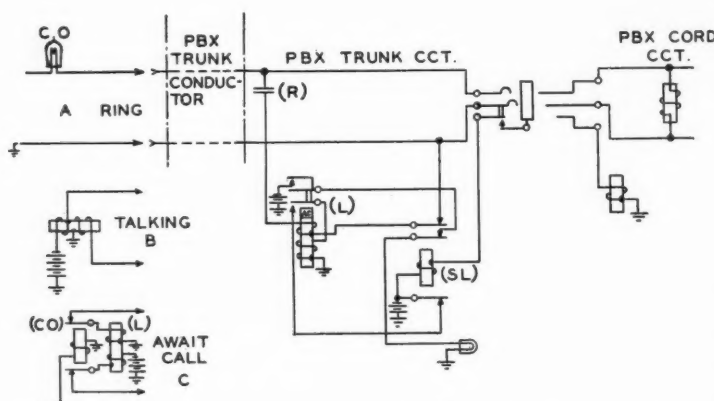 C.O
PBX TRUNK CONDUC-TOR
PBX TRUNK CCT.
PBX CORD CCT.
A RING
(R)
(L)
TALKING B
(SL)
(CO)
(L)
AWAIT CALL C